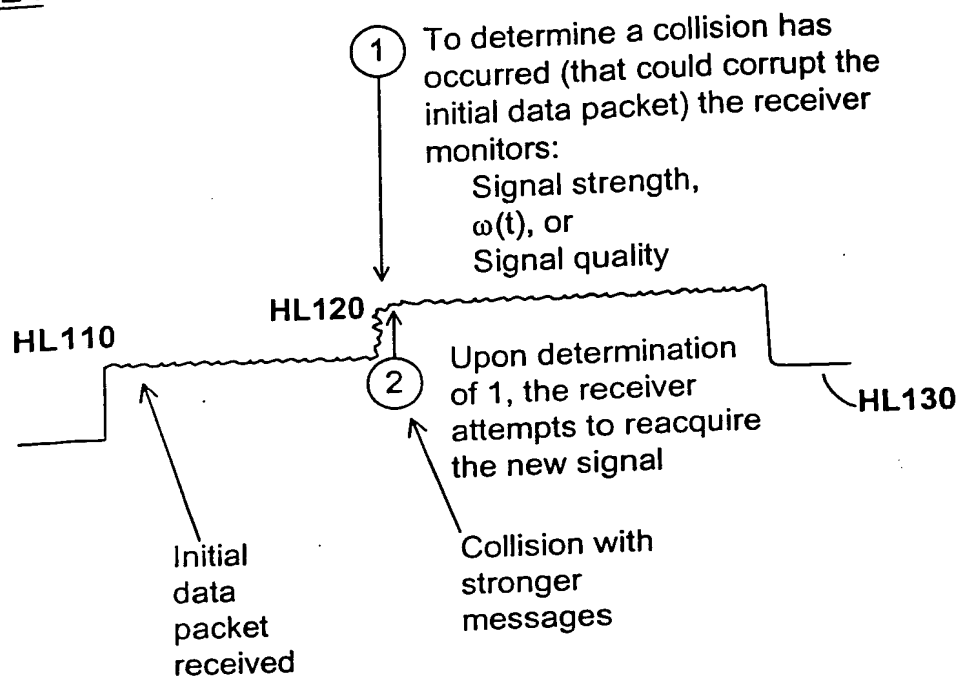 1
To determine a collision has
occurred (that could corrupt the
initial data packet) the receiver
monitors:
Signal strength,
ω(t), or
Signal quality
HL120
HL110
2
Upon determination
of 1, the receiver
attempts to reacquire
the new signal
HL130
Initial
data
packet
received
Collision with
stronger
messages